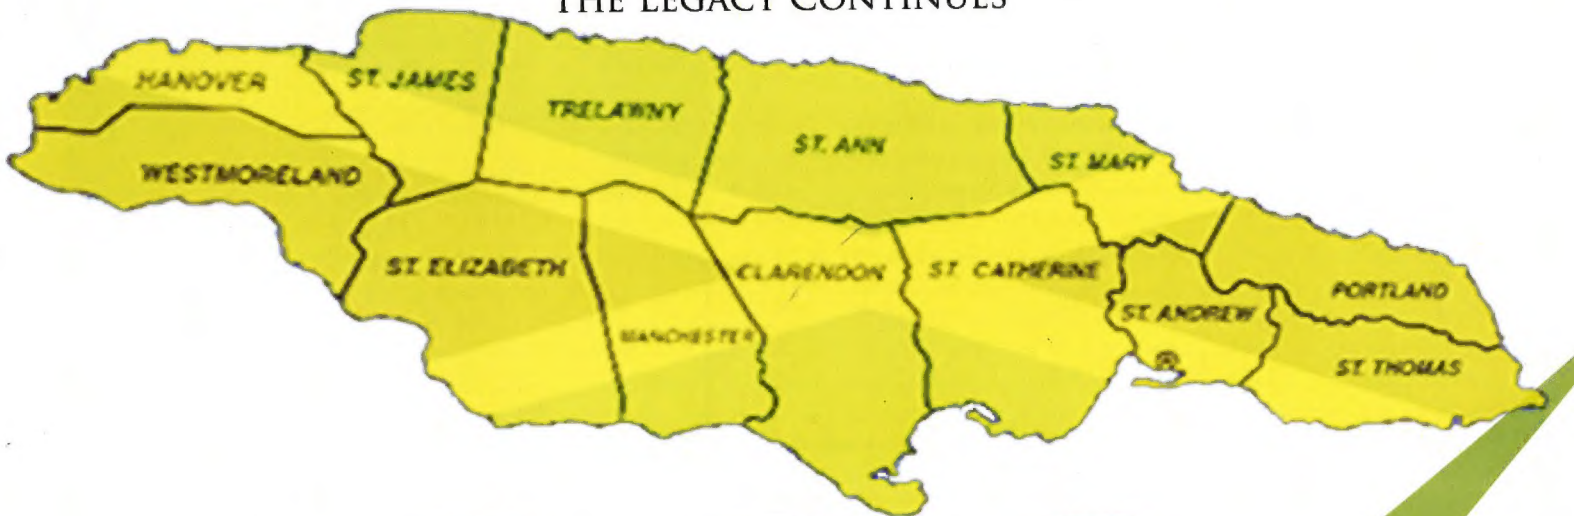 THE LEGACY CONTINUES
HANOVER
ST. JAMES
TRELAWNY
ST. ANN
ST. MARY
WESTMORELAND
ST. ELIZABETH
MANCHESTER
CLARENDON
ST. CATHERINE
ST. ANDREW
PORTLAND
ST. THOMAS